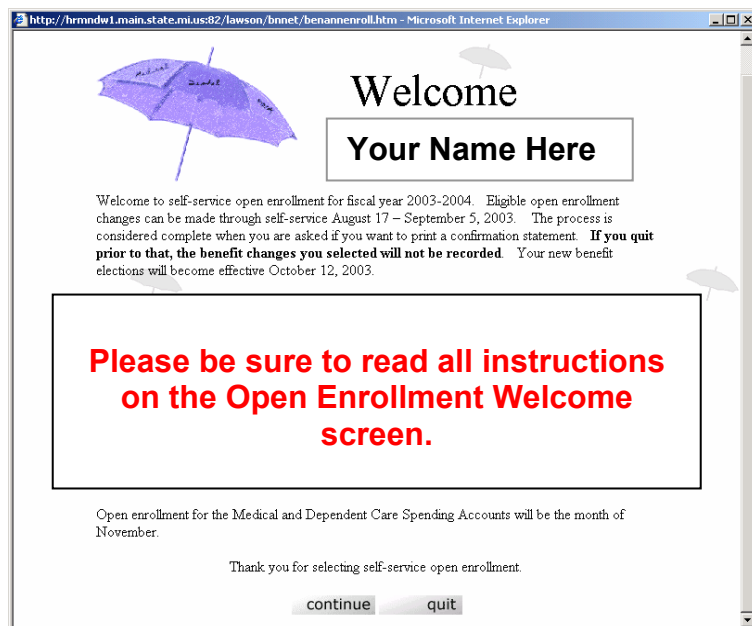 http://hrmndw1.main.state.mi.us:82/lawson/bnnet/benannenroll.htm - Microsoft Internet Explorer
Medical
Dental
Welcome
Your Name Here
Welcome to self-service open enrollment for fiscal year 2003-2004. Eligible open enrollment
changes can be made through self-service August 17 – September 5, 2003. The process is
considered complete when you are asked if you want to print a confirmation statement. If you quit
prior to that, the benefit changes you selected will not be recorded. Your new benefit
elections will become effective October 12, 2003.
Please be sure to read all instructions
on the Open Enrollment Welcome
screen.
Open enrollment for the Medical and Dependent Care Spending Accounts will be the month of
November.
Thank you for selecting self-service open enrollment.
continue quit